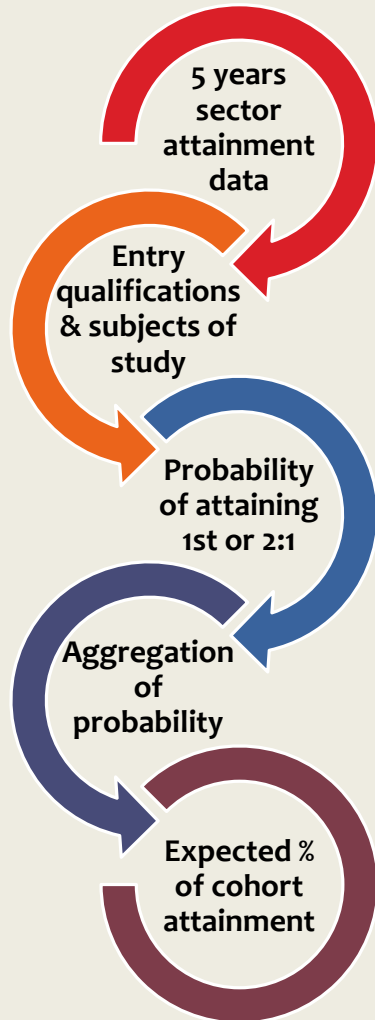 5 years
sector
attainment
data
Entry
qualifications
& subjects of
study
Probability
of attaining
1st or 2:1
Aggregation
of
probability
Expected %
of cohort
attainment